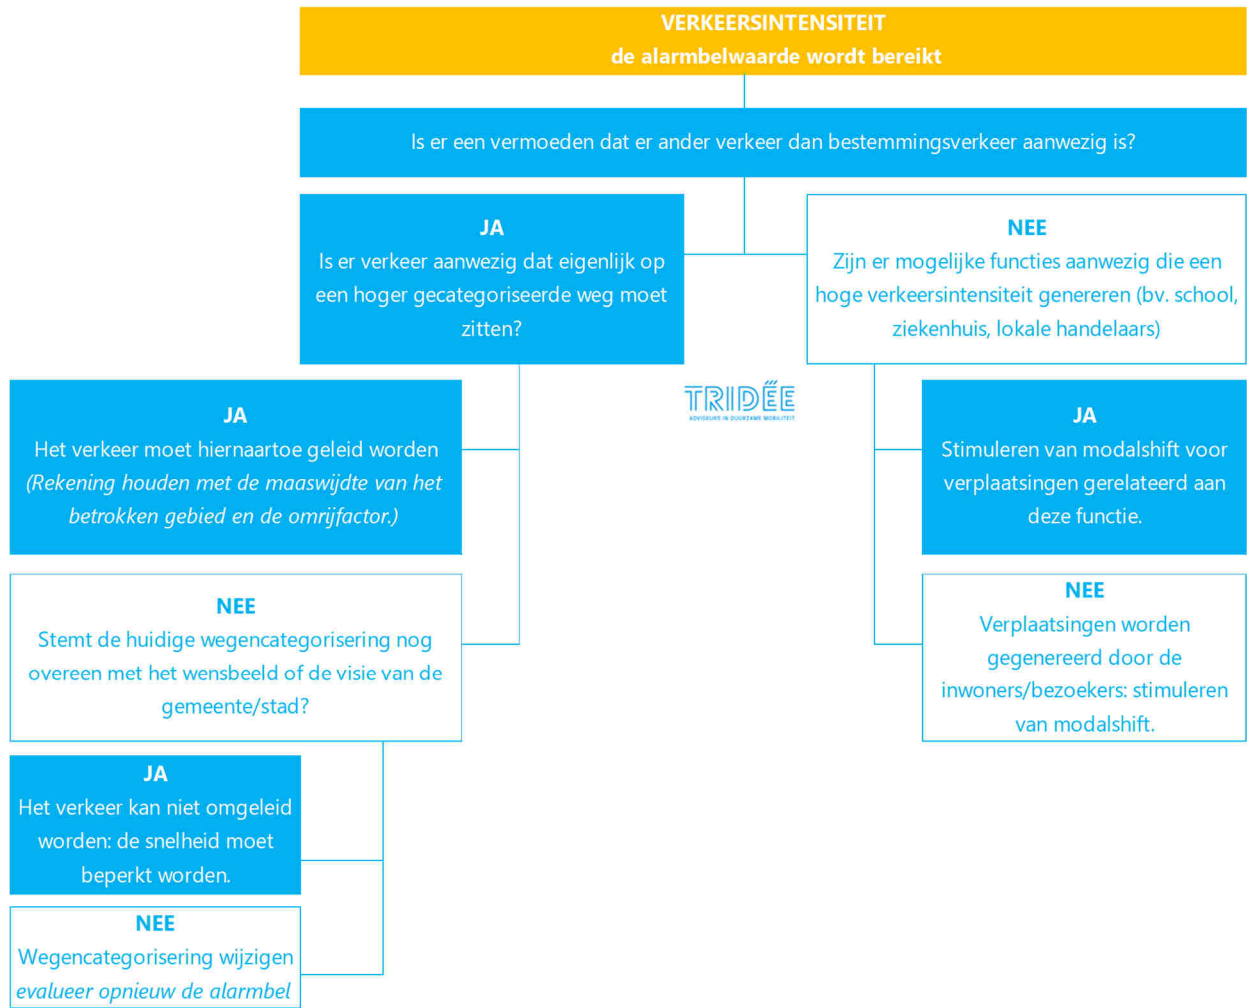 VERKEERSINTENSITEIT
de alarmbelwaarde wordt bereikt
Is er een vermoeden dat er ander verkeer dan bestemmingsverkeer aanwezig is?
JA
Is er verkeer aanwezig dat eigenlijk op
een hoger gecategoriseerde weg moet
zitten?
NEE
Zijn er mogelijke functies aanwezig die een
hoge verkeersintensiteit genereren (bv. school,
ziekenhuis, lokale handelaars)
TRIDËE
ADVISEURS IN DUURZAME MOBILITEIT
JA
Het verkeer moet hiernaartoe geleid worden
(Rekening houden met de maaswijdte van het
betrokken gebied en de omrijfactor.)
JA
Stimuleren van modalshift voor
verplaatsingen gerelateerd aan
deze functie.
NEE
Stemt de huidige wegencategorisering nog
overeen met het wensbeeld of de visie van de
gemeente/stad?
NEE
Verplaatsingen worden
gegenereerd door de
inwoners/bezoekers: stimuleren
van modalshift.
JA
Het verkeer kan niet omgeleid
worden: de snelheid moet
beperkt worden.
NEE
Wegencategorisering wijzigen
evalueer opnieuw de alarmbel